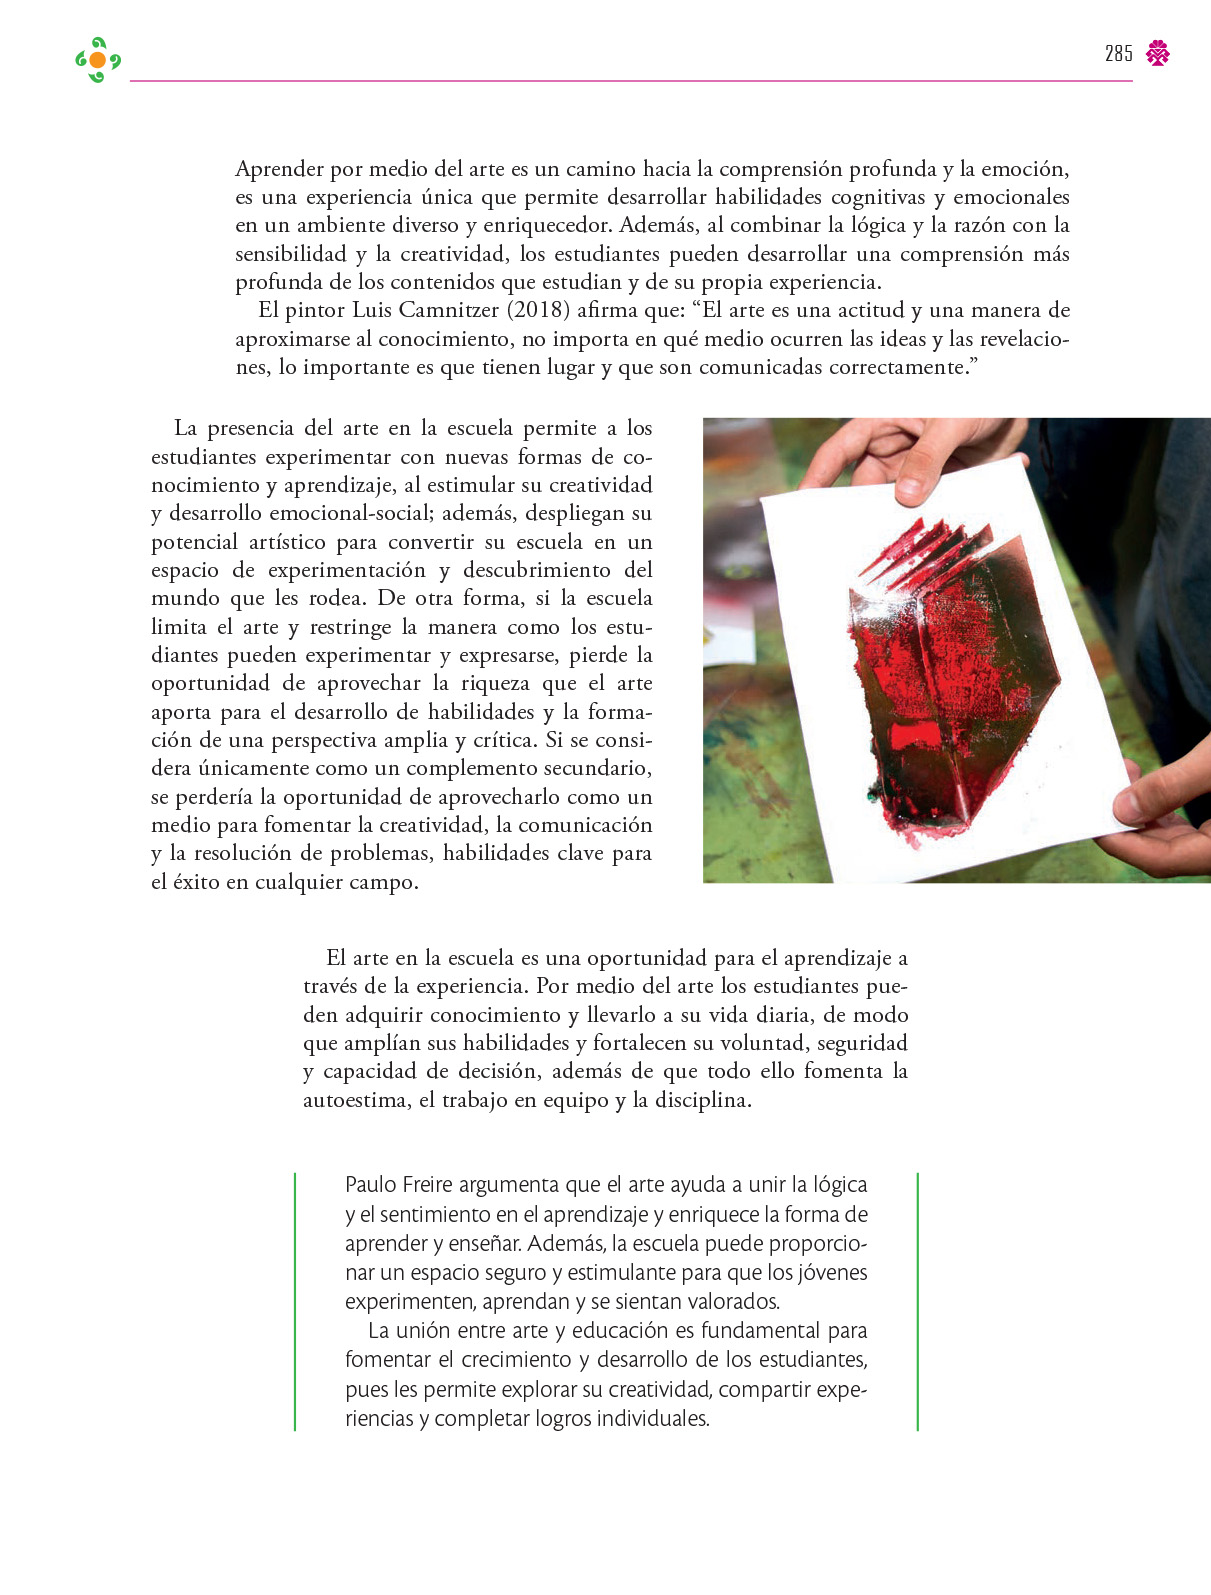 285
Aprender por medio del arte es un camino hacia la comprensión profunda y la emoción,
es una experiencia única que permite desarrollar habilidades cognitivas y emocionales
en un ambiente diverso y enriquecedor. Además, al combinar la lógica y la razón con la
sensibilidad y la creatividad, los estudiantes pueden desarrollar una comprensión más
profunda de los contenidos que estudian y de su propia experiencia.
El pintor Luis Camnitzer (2018) afirma que: “El arte es una actitud y una manera de
aproximarse al conocimiento, no importa en qué medio ocurren las ideas y las revelacio-
nes, lo importante es que tienen lugar y que son comunicadas correctamente.”
La presencia del arte en la escuela permite a los
estudiantes experimentar con nuevas formas de co-
nocimiento y aprendizaje, al estimular su creatividad
y desarrollo emocional-social; además, despliegan su
potencial artístico para convertir su escuela en un
espacio de experimentación y descubrimiento del
mundo que les rodea. De otra forma, si la escuela
limita el arte y restringe la manera como los estu-
diantes pueden experimentar y expresarse, pierde la
oportunidad de aprovechar la riqueza que el arte
aporta para el desarrollo de habilidades y la forma-
ción de una perspectiva amplia y crítica. Si se consi-
dera únicamente como un complemento secundario,
se perdería la oportunidad de aprovecharlo como un
medio para fomentar la creatividad, la comunicación
y la resolución de problemas, habilidades clave para
el éxito en cualquier campo.
El arte en la escuela es una oportunidad para el aprendizaje a
través de la experiencia. Por medio del arte los estudiantes pue-
den adquirir conocimiento y llevarlo a su vida diaria, de modo
que amplían sus habilidades y fortalecen su voluntad, seguridad
y capacidad de decisión, además de que todo ello fomenta la
autoestima, el trabajo en equipo y la disciplina.
Paulo Freire argumenta que el arte ayuda a unir la lógica
y el sentimiento en el aprendizaje y enriquece la forma de
aprender y enseñar. Además, la escuela puede proporcio-
nar un espacio seguro y estimulante para que los jóvenes
experimenten, aprendan y se sientan valorados.
La unión entre arte y educación es fundamental para
fomentar el crecimiento y desarrollo de los estudiantes,
pues les permite explorar su creatividad, compartir expe-
riencias y completar logros individuales.